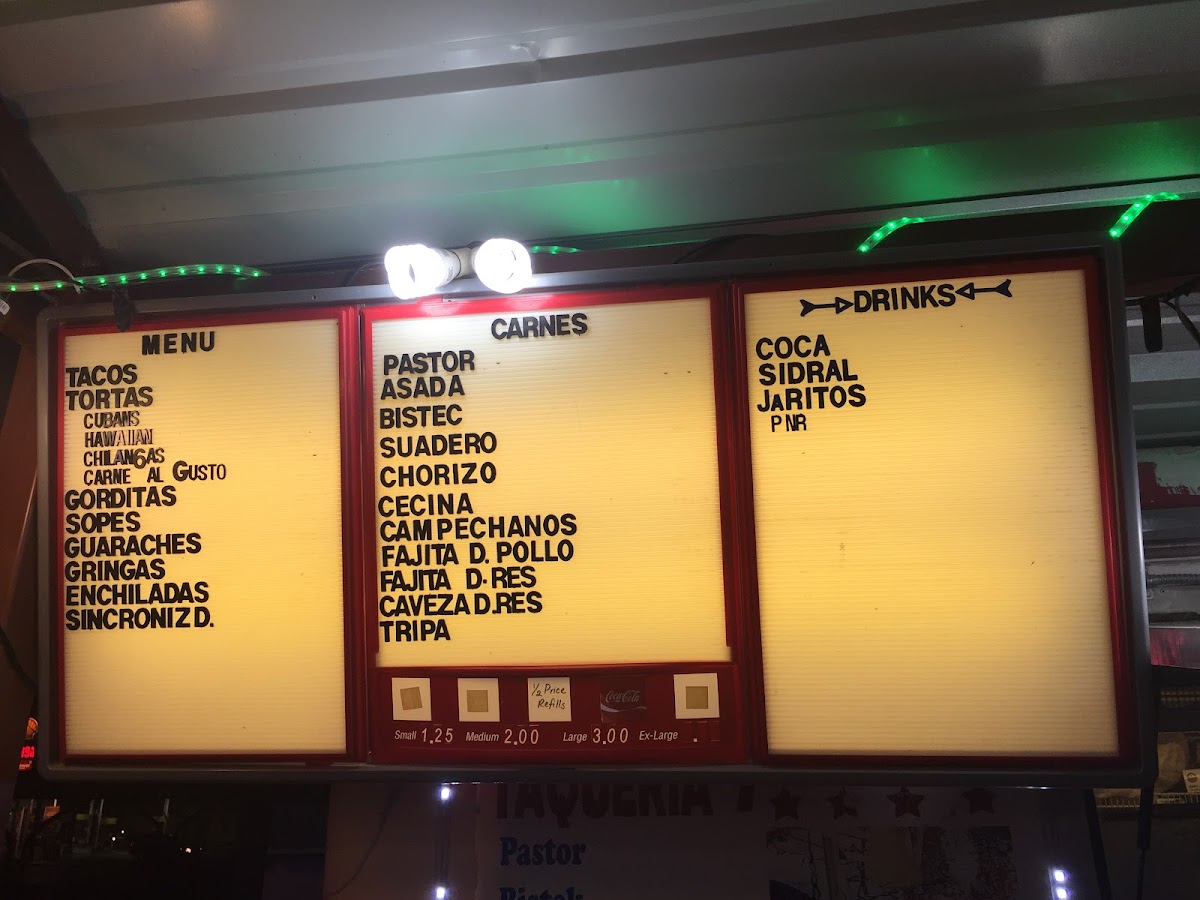 MENU
TACOS
TORTAS
CUBANS
HAWAIIAN
CHILANGAS
CARNE AL GUSTO
GORDITAS
SOPES
GUARACHES
GRINGAS
ENCHILADAS
SINCRONIZ D.
CARNES
PASTOR
ASADA
BISTEC
SUADERO
CHORIZO
CECINA
CAMPECHANOS
FAJITA D. POLLO
FAJITA D. RES
CAVEZA D.RES
TRIPA
1/2 Price
Refills
Coca-Cola
Small 1.25 Medium 2.00 Large 3.00 Ex-Large .
DRINKS
COCA
SIDRAL
JaRITOS
PNR
TAQUERIA
Pastor